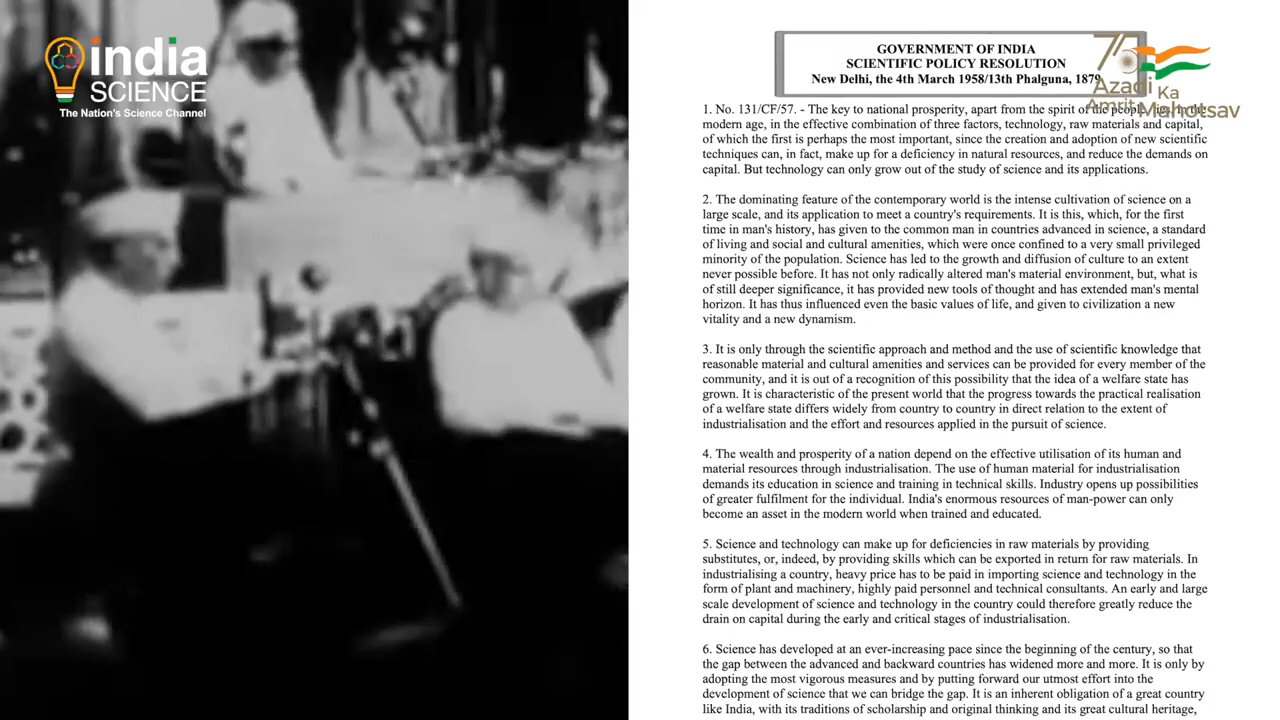 india
SCIENCE
The Nation's Science Channel
GOVERNMENT OF INDIA
SCIENTIFIC POLICY RESOLUTION
New Delhi, the 4th March 1958/13th Phalguna, 1879
75
Azadi Ka
Amrit Mahotsav
1. No. 131/CF/57. - The key to national prosperity, apart from the spirit of the people, lies, in the
modern age, in the effective combination of three factors, technology, raw materials and capital,
of which the first is perhaps the most important, since the creation and adoption of new scientific
techniques can, in fact, make up for a deficiency in natural resources, and reduce the demands on
capital. But technology can only grow out of the study of science and its applications.
2. The dominating feature of the contemporary world is the intense cultivation of science on a
large scale, and its application to meet a country's requirements. It is this, which, for the first
time in man's history, has given to the common man in countries advanced in science, a standard
of living and social and cultural amenities, which were once confined to a very small privileged
minority of the population. Science has led to the growth and diffusion of culture to an extent
never possible before. It has not only radically altered man's material environment, but, what is
of still deeper significance, it has provided new tools of thought and has extended man's mental
horizon. It has thus influenced even the basic values of life, and given to civilization a new
vitality and a new dynamism.
3. It is only through the scientific approach and method and the use of scientific knowledge that
reasonable material and cultural amenities and services can be provided for every member of the
community, and it is out of a recognition of this possibility that the idea of a welfare state has
grown. It is characteristic of the present world that the progress towards the practical realisation
of a welfare state differs widely from country to country in direct relation to the extent of
industrialisation and the effort and resources applied in the pursuit of science.
4. The wealth and prosperity of a nation depend on the effective utilisation of its human and
material resources through industrialisation. The use of human material for industrialisation
demands its education in science and training in technical skills. Industry opens up possibilities
of greater fulfilment for the individual. India's enormous resources of man-power can only
become an asset in the modern world when trained and educated.
5. Science and technology can make up for deficiencies in raw materials by providing
substitutes, or, indeed, by providing skills which can be exported in return for raw materials. In
industrialising a country, heavy price has to be paid in importing science and technology in the
form of plant and machinery, highly paid personnel and technical consultants. An early and large
scale development of science and technology in the country could therefore greatly reduce the
drain on capital during the early and critical stages of industrialisation.
6. Science has developed at an ever-increasing pace since the beginning of the century, so that
the gap between the advanced and backward countries has widened more and more. It is only by
adopting the most vigorous measures and by putting forward our utmost effort into the
development of science that we can bridge the gap. It is an inherent obligation of a great country
like India, with its traditions of scholarship and original thinking and its great cultural heritage,